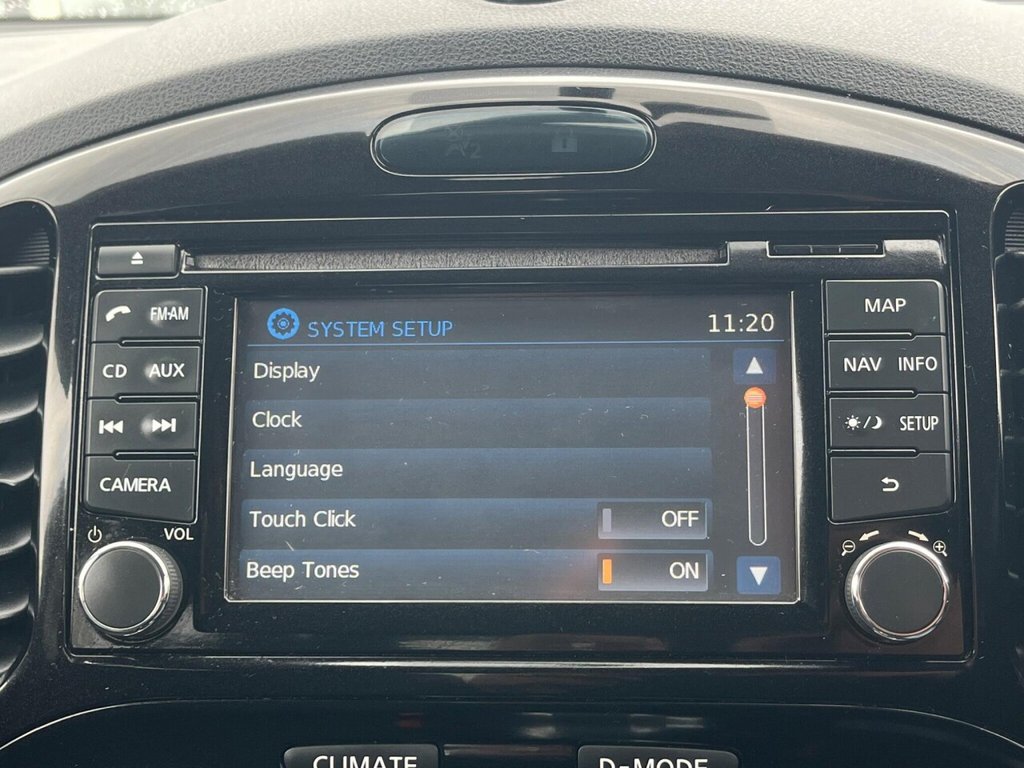 SYSTEM SETUP 11:20
Display
Clock
Language
Touch Click OFF
Beep Tones ON
FM·AM
CD AUX
CAMERA
VOL
MAP
NAV INFO
SETUP
CLIMATE
D-MODE